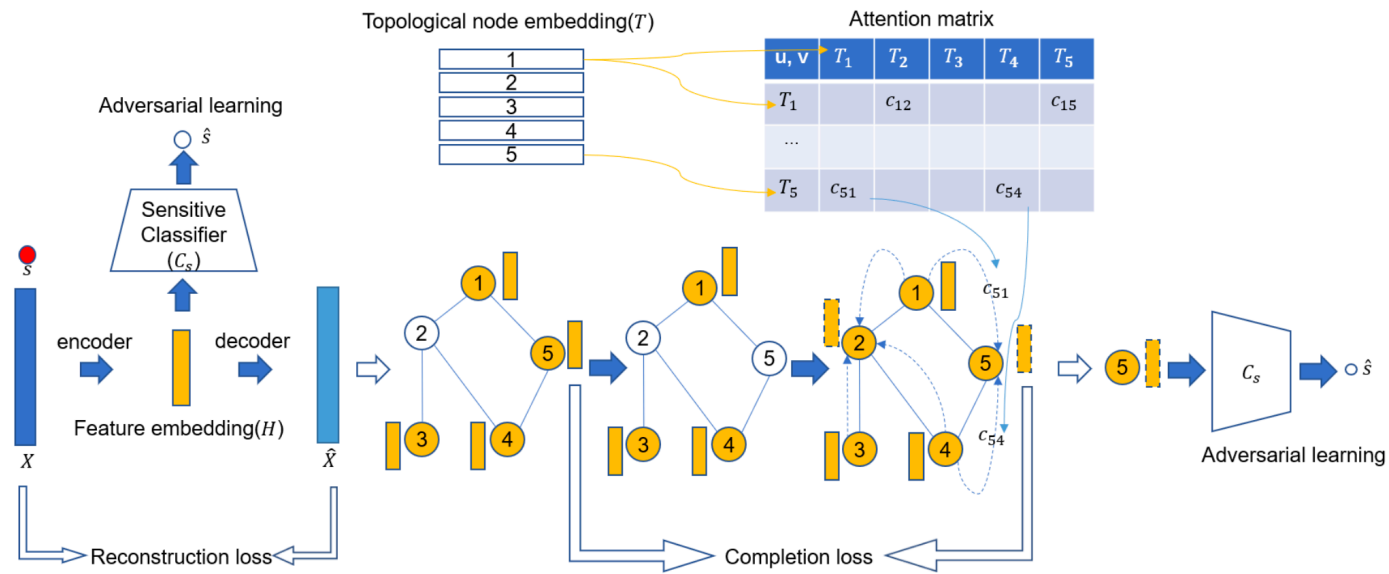 Topological node embedding(T)
1
2
3
4
5
Attention matrix
u, v T₁ T₂ T₃ T₄ T₅
T₁ c₁₂ c₁₅
...
T₅ c₅₁ c₅₄
Adversarial learning
ŝ
Sensitive
Classifier
(Cₛ)
s
encoder
decoder
Feature embedding(H)
X
X̂
Reconstruction loss
1
2
5
3
4
1
2
5
3
4
1
2
5
3
4
c₅₁
c₅₄
Completion loss
5
Cₛ
ŝ
Adversarial learning